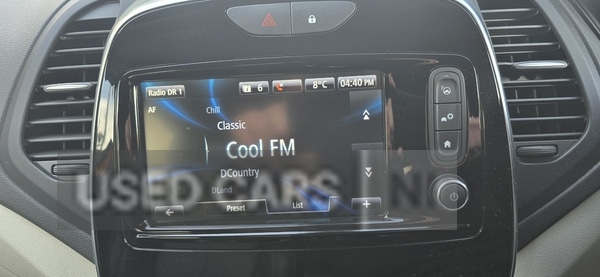 Radio DR 1 6 8°C 04:40 PM
AF
Chill
Classic
Cool FM
DCountry
DLand
Preset List +
USED CARS NI